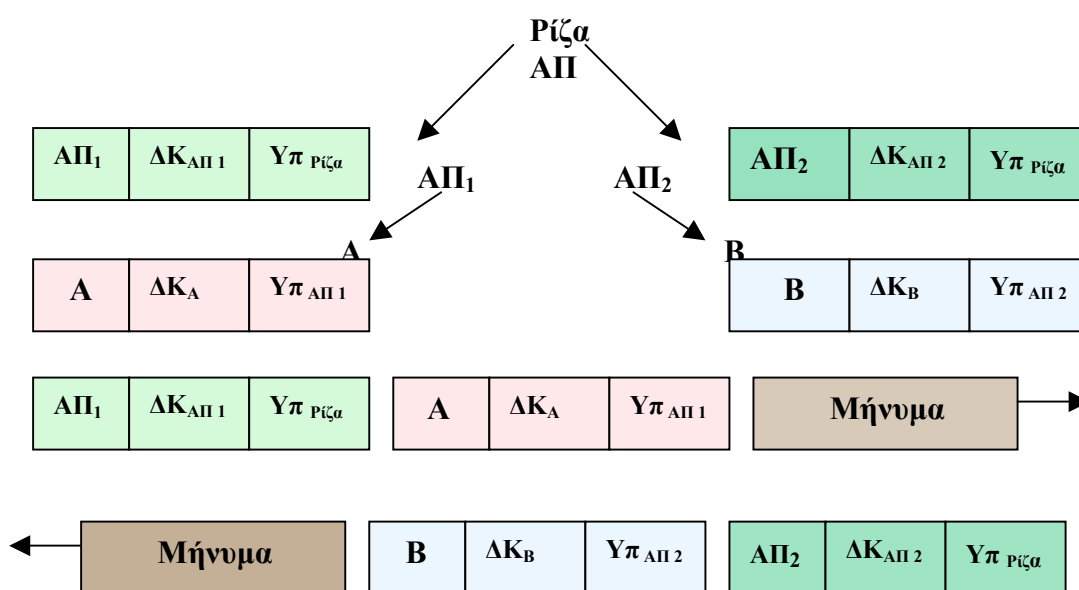 Ρίζα
ΑΠ
ΑΠ1 ΔΚΑΠ 1 Υπ Ρίζα
ΑΠ2 ΔΚΑΠ 2 Υπ Ρίζα
ΑΠ1 ΑΠ2
Α Β
Α ΔΚΑ Υπ ΑΠ 1
Β ΔΚΒ Υπ ΑΠ 2
ΑΠ1 ΔΚΑΠ 1 Υπ Ρίζα Α ΔΚΑ Υπ ΑΠ 1 Μήνυμα
Μήνυμα Β ΔΚΒ Υπ ΑΠ 2 ΑΠ2 ΔΚΑΠ 2 Υπ Ρίζα